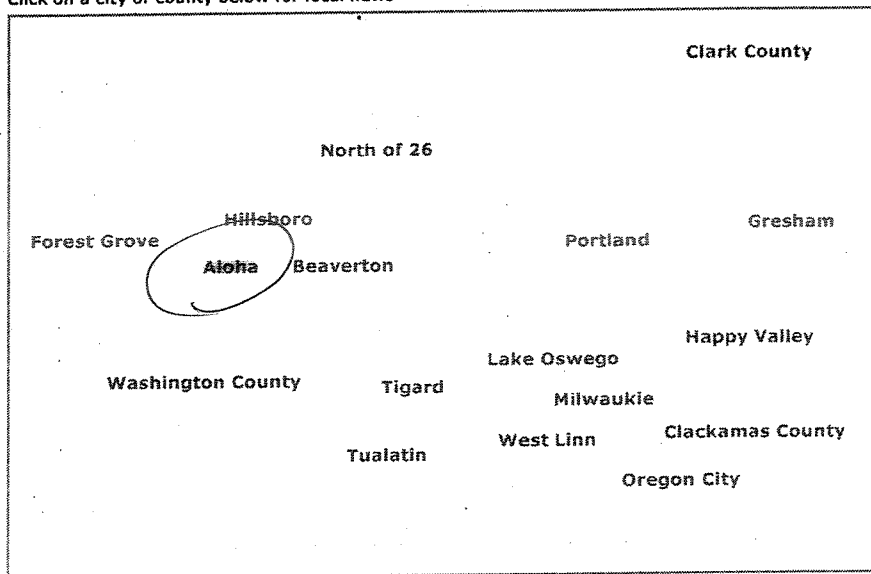 Click on a city or county below for local news
Clark County
North of 26
Hillsboro
Gresham
Forest Grove
Portland
Aloha
Beaverton
Happy Valley
Lake Oswego
Washington County
Tigard
Milwaukie
Clackamas County
West Linn
Tualatin
Oregon City